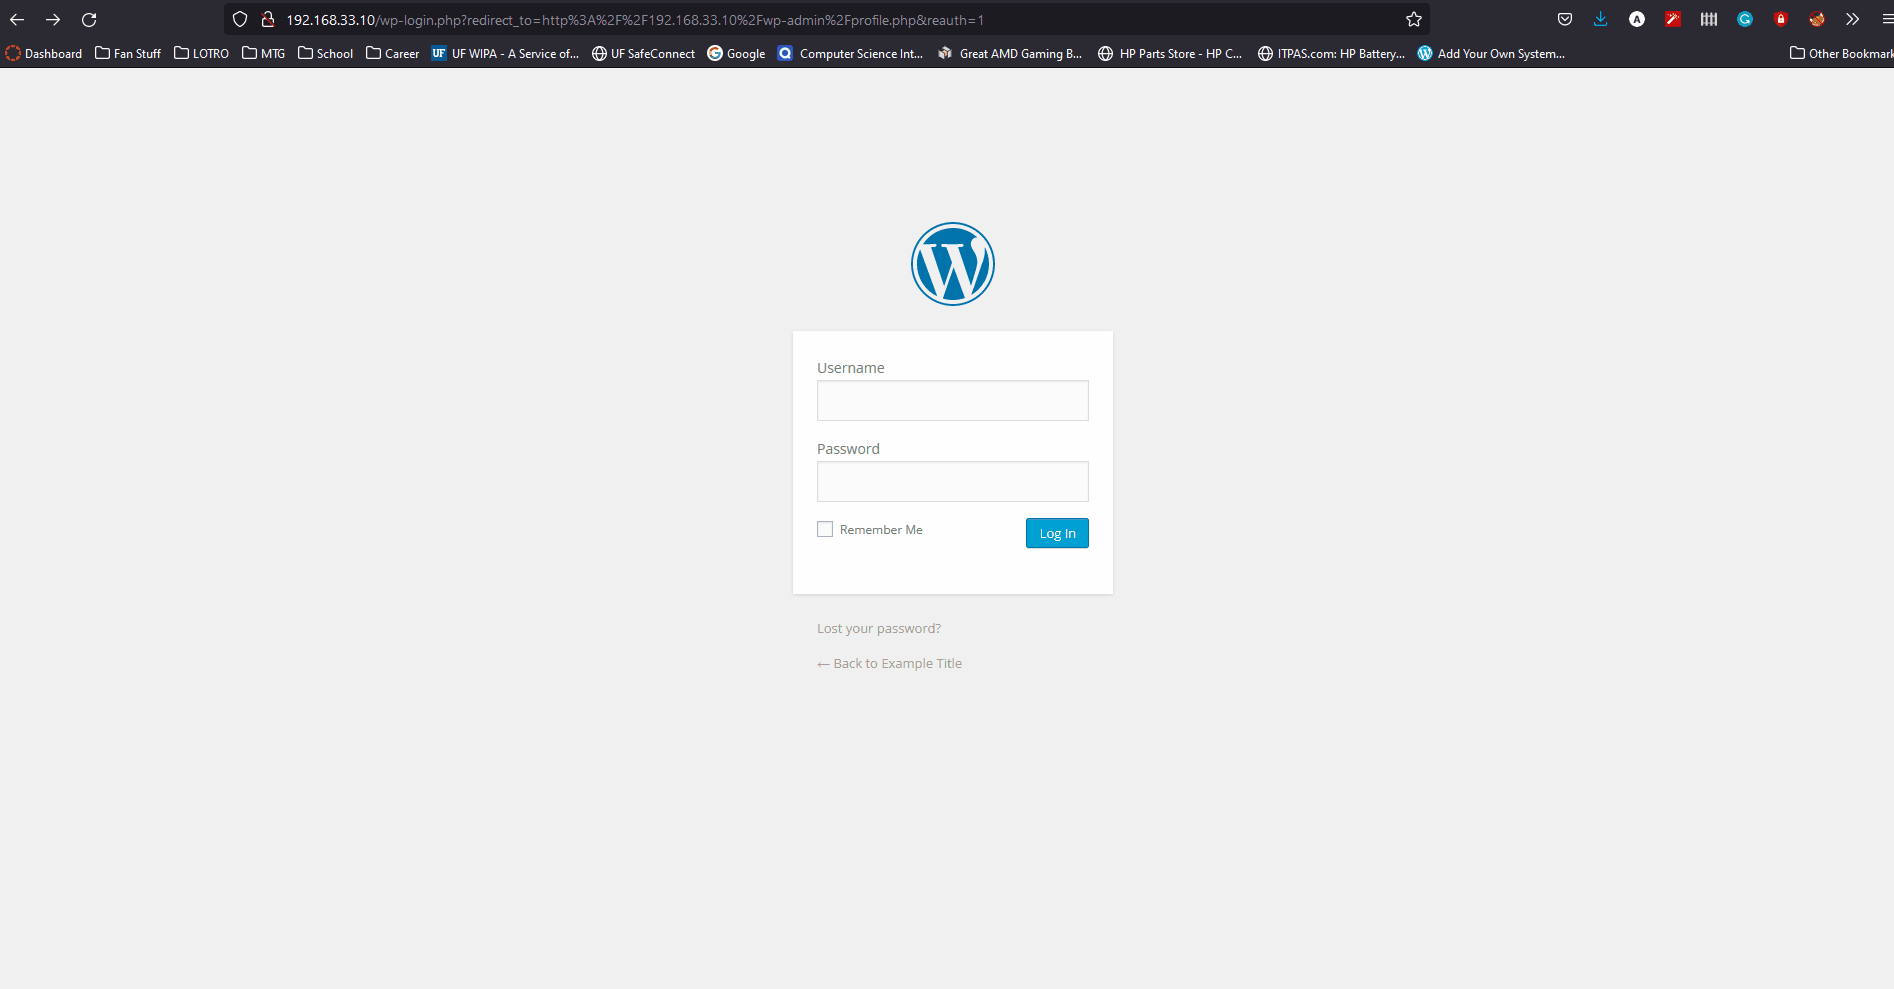 192.168.33.10/wp-login.php?redirect_to=http%3A%2F%2F192.168.33.10%2Fwp-admin%2Fprofile.php&reauth=1
Dashboard Fan Stuff LOTRO MTG School Career UF UF WIPA - A Service of... UF SafeConnect Google Computer Science Int... Great AMD Gaming B... HP Parts Store - HP C... ITPAS.com: HP Battery... Add Your Own System... Other Bookmark
Username
Password
Remember Me Log In
Lost your password?
← Back to Example Title